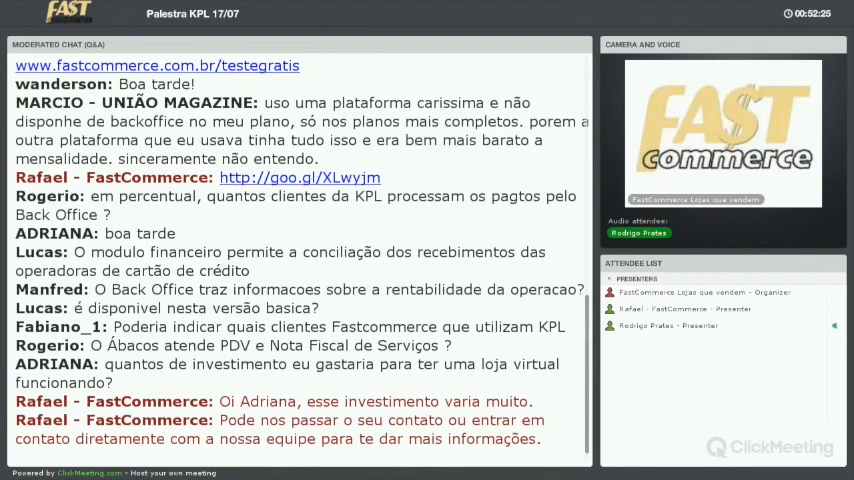 FAST
commerce
Palestra KPL 17/07
00:52:25
MODERATED CHAT (Q&A)
www.fastcommerce.com.br/testegratis
wanderson: Boa tarde!
MARCIO - UNIÃO MAGAZINE: uso uma plataforma carissima e não
disponhe de backoffice no meu plano, só nos planos mais completos. porem a
outra plataforma que eu usava tinha tudo isso e era bem mais barato a
mensalidade. sinceramente não entendo.
Rafael - FastCommerce: http://goo.gl/XLwyjm
Rogerio: em percentual, quantos clientes da KPL processam os pagtos pelo
Back Office ?
ADRIANA: boa tarde
Lucas: O modulo financeiro permite a conciliação dos recebimentos das
operadoras de cartão de crédito
Manfred: O Back Office traz informacoes sobre a rentabilidade da operacao?
Lucas: é disponivel nesta versão basica?
Fabiano_1: Poderia indicar quais clientes Fastcommerce que utilizam KPL
Rogerio: O Ábacos atende PDV e Nota Fiscal de Serviços ?
ADRIANA: quantos de investimento eu gastaria para ter uma loja virtual
funcionando?
Rafael - FastCommerce: Oi Adriana, esse investimento varia muito.
Rafael - FastCommerce: Pode nos passar o seu contato ou entrar em
contato diretamente com a nossa equipe para te dar mais informações.
CAMERA AND VOICE
FA$T
commerce
FastCommerce Lojas que vendem
Audio attendee:
Rodrigo Prates
ATTENDEE LIST
PRESENTERS
FastCommerce Lojas que vendem - Organizer
Rafael - FastCommerce - Presenter
Rodrigo Prates - Presenter
ClickMeeting
Powered by ClickMeeting.com - Host your own meeting